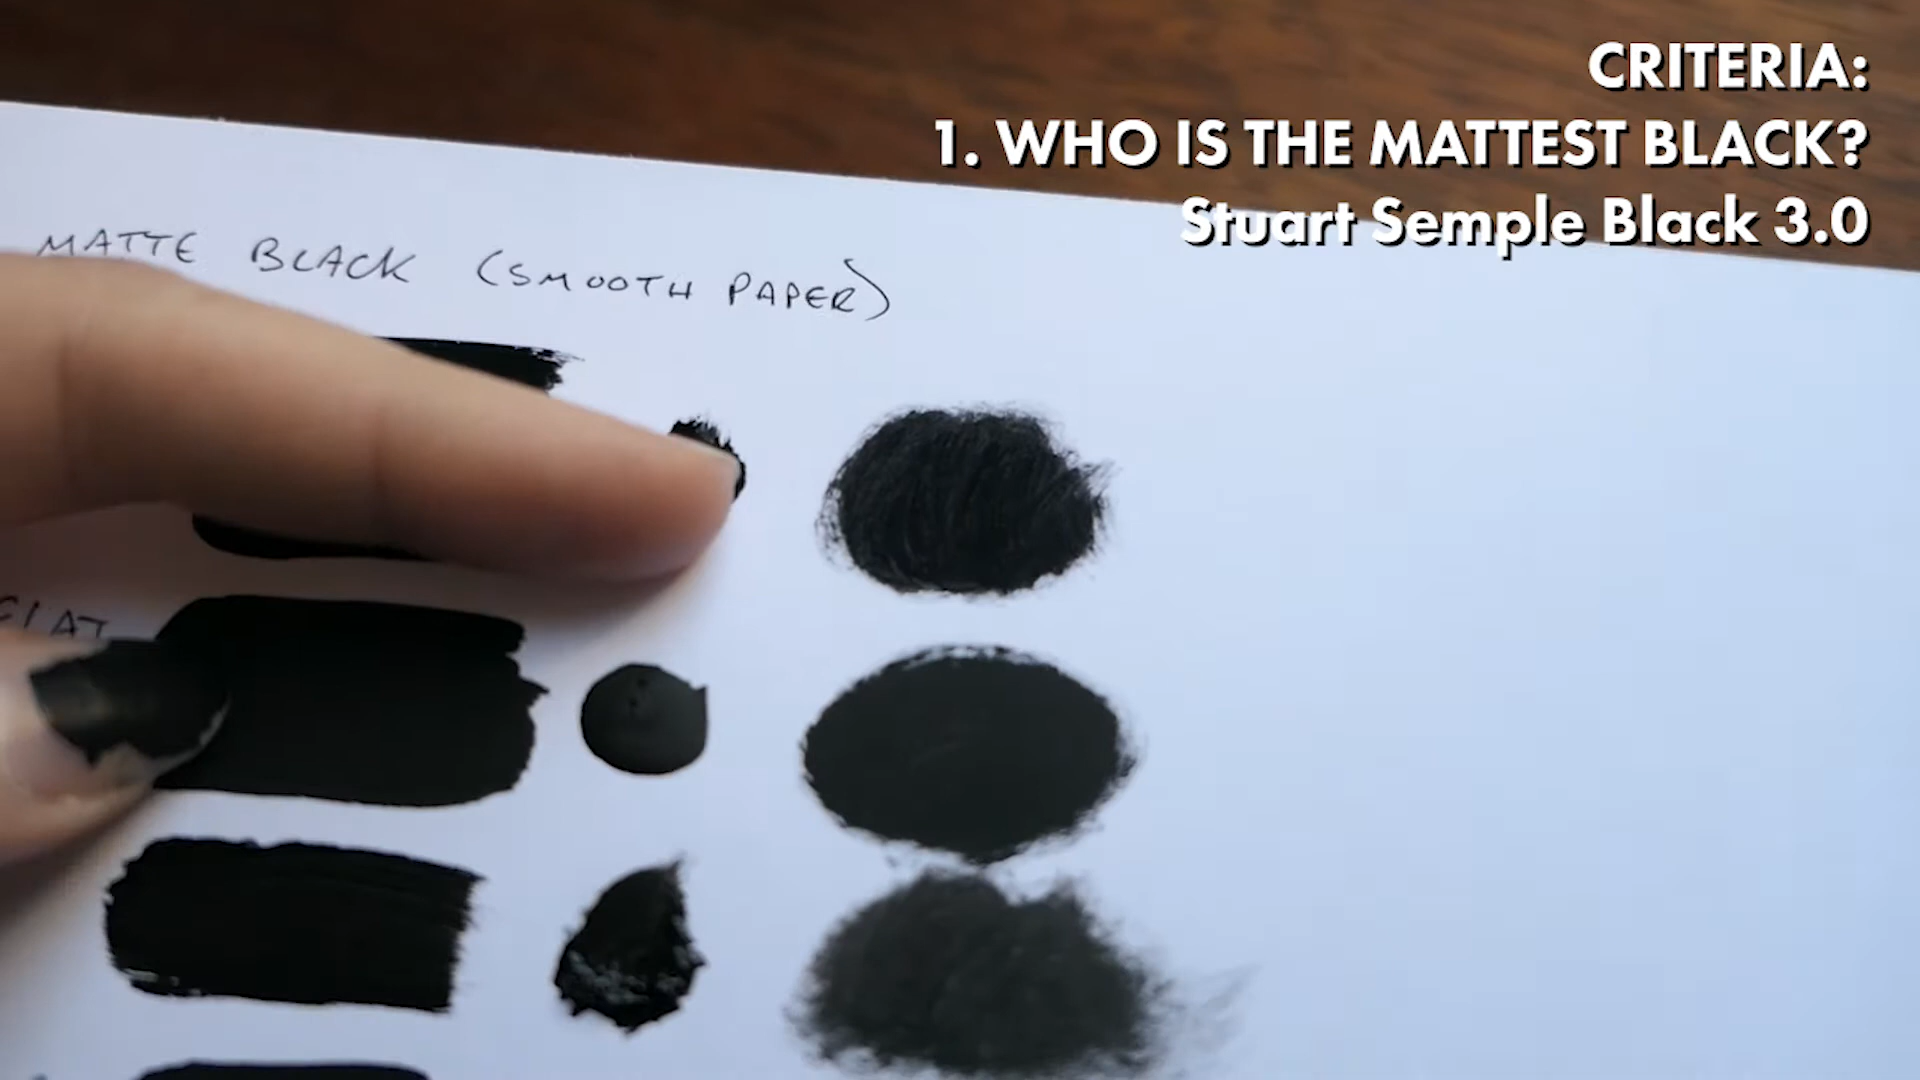 CRITERIA:
1. WHO IS THE MATTEST BLACK?
Stuart Semple Black 3.0
MATTE BLACK (SMOOTH PAPER)